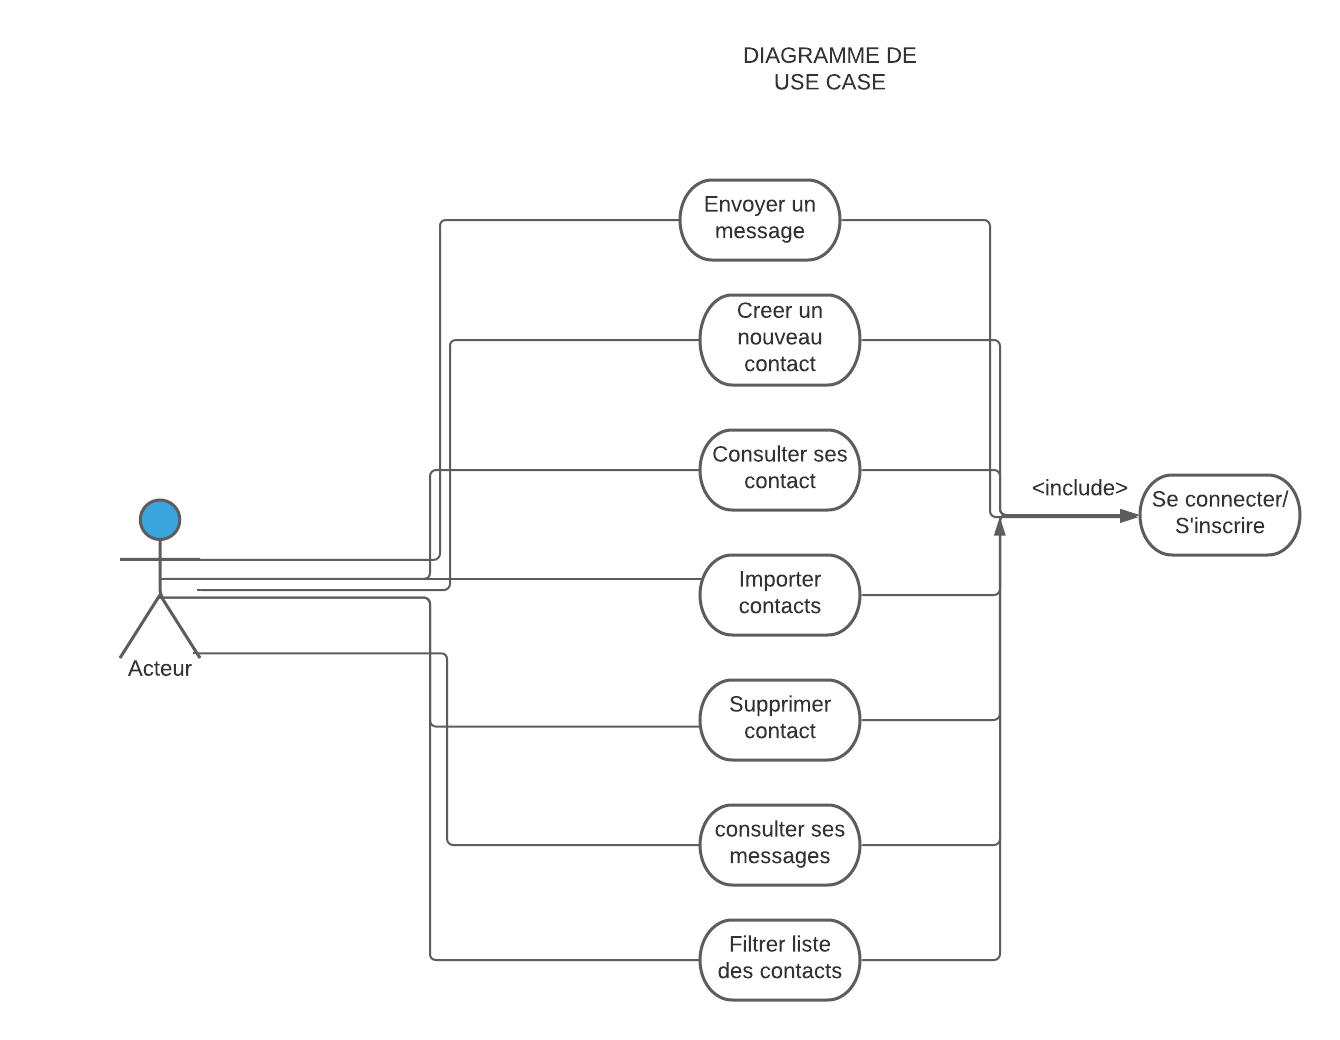 DIAGRAMME DE
USE CASE
Envoyer un
message
Creer un
nouveau
contact
Consulter ses
contact
<include>
Se connecter/
S'inscrire
Importer
contacts
Acteur
Supprimer
contact
consulter ses
messages
Filtrer liste
des contacts